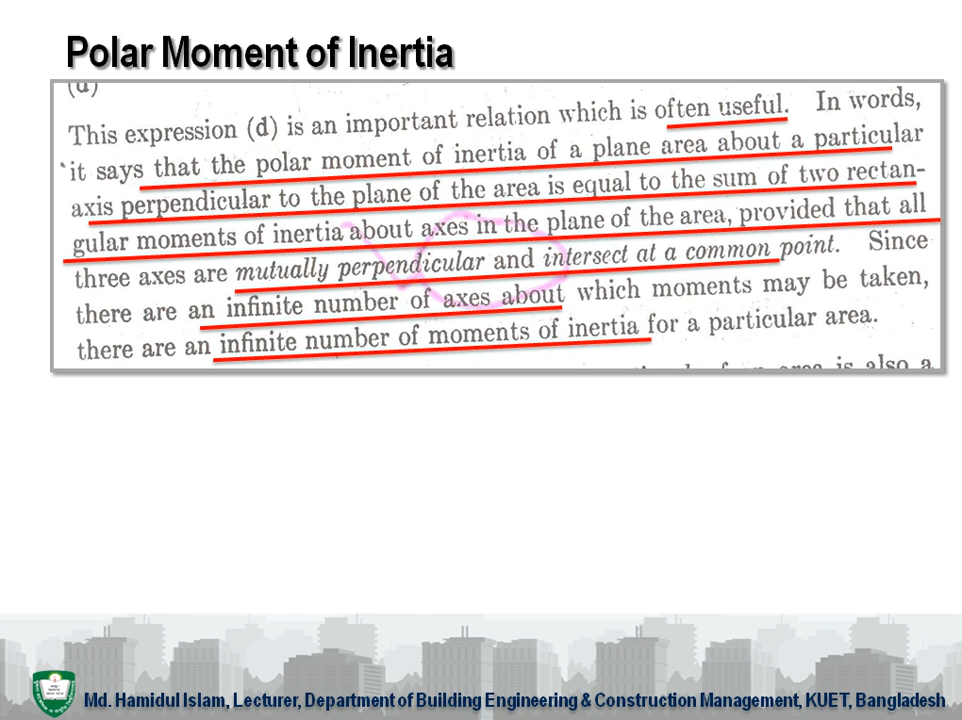 Polar Moment of Inertia
(d)
This expression (d) is an important relation which is often useful. In words,
it says that the polar moment of inertia of a plane area about a particular
axis perpendicular to the plane of the area is equal to the sum of two rectan-
gular moments of inertia about axes in the plane of the area, provided that all
three axes are mutually perpendicular and intersect at a common point. Since
there are an infinite number of axes about which moments may be taken,
there are an infinite number of moments of inertia for a particular area.
area is also a
Md. Hamidul Islam, Lecturer, Department of Building Engineering & Construction Management, KUET, Bangladesh